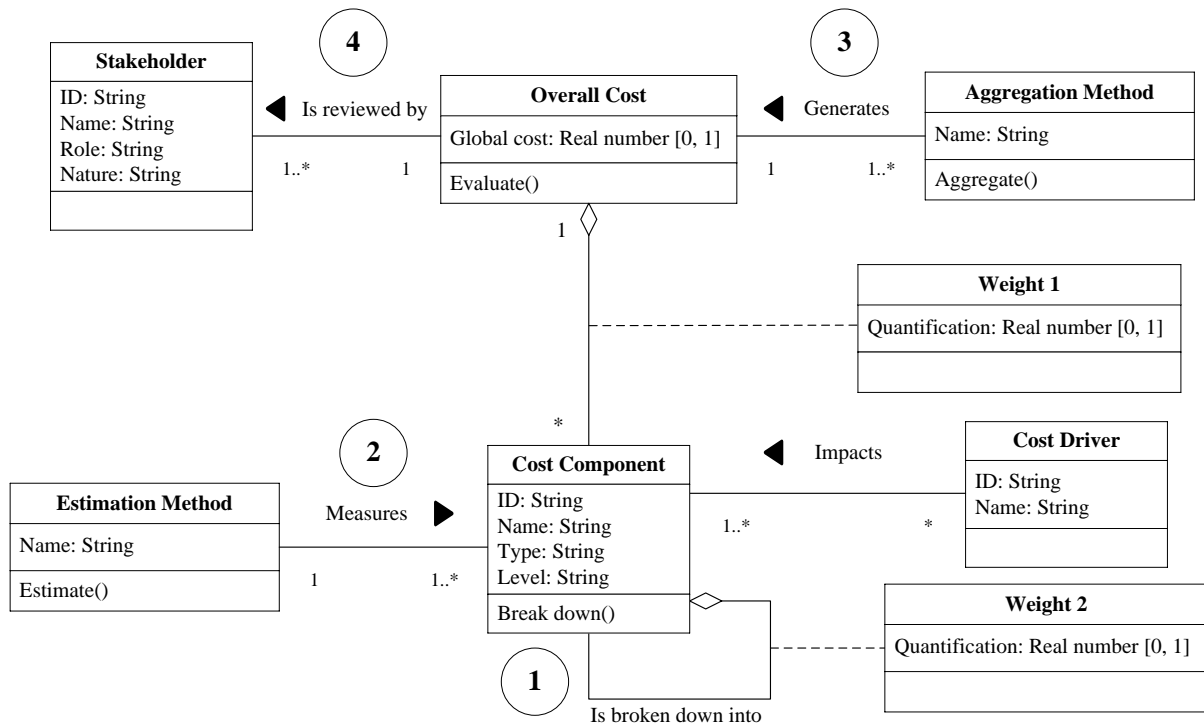 4
3
Stakeholder
ID: String
Name: String
Role: String
Nature: String
Is reviewed by
1..*
1
Overall Cost
Global cost: Real number [0, 1]
Evaluate()
Generates
1
1..*
Aggregation Method
Name: String
Aggregate()
1
Weight 1
Quantification: Real number [0, 1]
*
2
Estimation Method
Name: String
Estimate()
Measures
1
1..*
Cost Component
ID: String
Name: String
Type: String
Level: String
Break down()
Impacts
1..*
*
Cost Driver
ID: String
Name: String
Weight 2
Quantification: Real number [0, 1]
1
Is broken down into